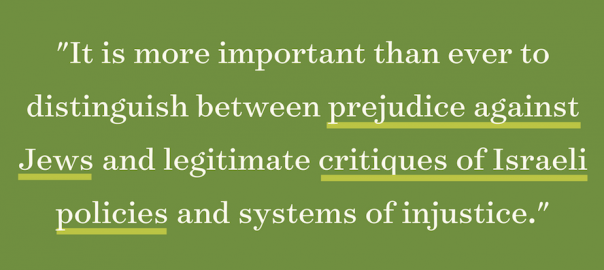 "It is more important than ever to
distinguish between prejudice against
Jews and legitimate critiques of Israeli
policies and systems of injustice."